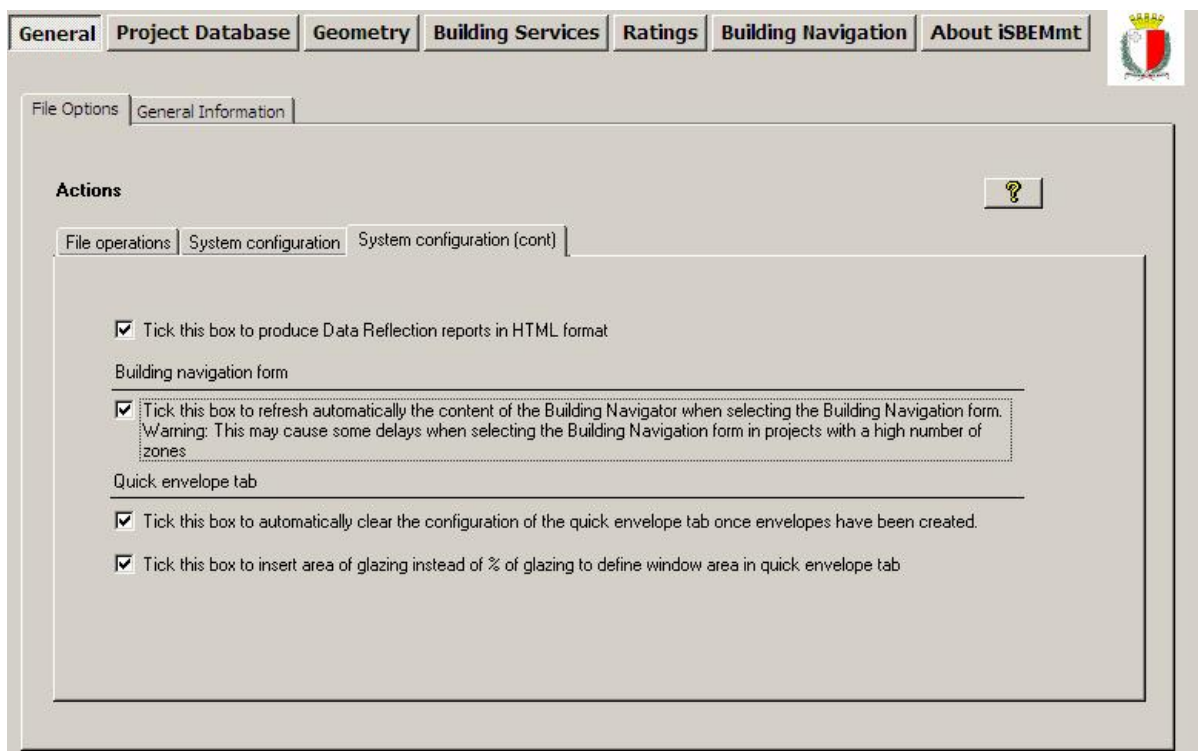 General Project Database Geometry Building Services Ratings Building Navigation About iSBEMmt
File Options General Information
Actions
?
File operations System configuration System configuration (cont)
Tick this box to produce Data Reflection reports in HTML format
Building navigation form
Tick this box to refresh automatically the content of the Building Navigator when selecting the Building Navigation form.
Warning: This may cause some delays when selecting the Building Navigation form in projects with a high number of
zones
Quick envelope tab
Tick this box to automatically clear the configuration of the quick envelope tab once envelopes have been created.
Tick this box to insert area of glazing instead of % of glazing to define window area in quick envelope tab